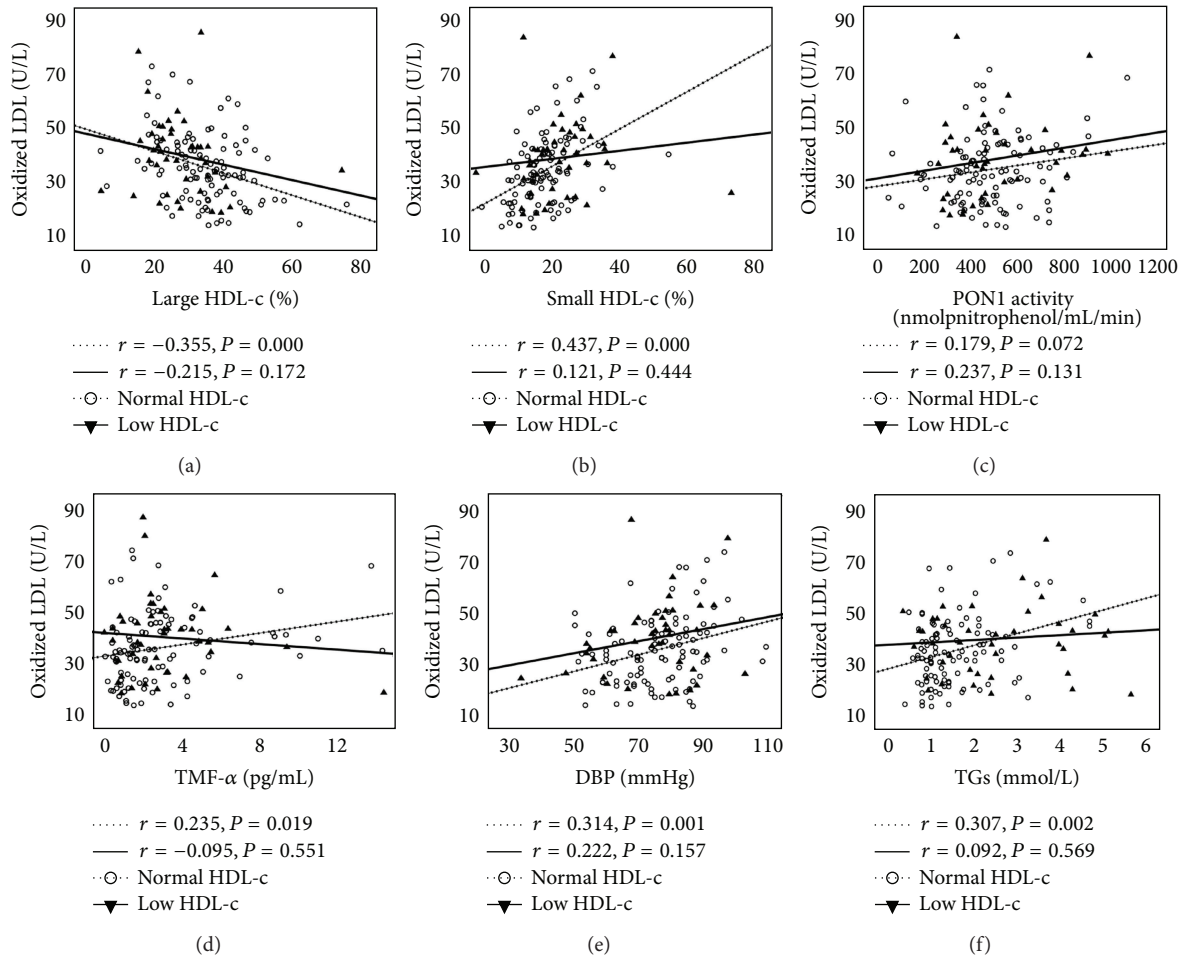 90
70
50
30
10
Oxidized LDL (U/L)
0 20 40 60 80
Large HDL-c (%)
r = −0.355, P = 0.000
r = −0.215, P = 0.172
Normal HDL-c
Low HDL-c
(a)
90
70
50
30
10
Oxidized LDL (U/L)
0 20 40 60 80
Small HDL-c (%)
r = 0.437, P = 0.000
r = 0.121, P = 0.444
Normal HDL-c
Low HDL-c
(b)
90
70
50
30
10
Oxidized LDL (U/L)
0 200 400 600 800 1000 1200
PON1 activity
(nmolpnitrophenol/mL/min)
r = 0.179, P = 0.072
r = 0.237, P = 0.131
Normal HDL-c
Low HDL-c
(c)
90
70
50
30
10
Oxidized LDL (U/L)
0 4 8 12
TMF-α (pg/mL)
r = 0.235, P = 0.019
r = −0.095, P = 0.551
Normal HDL-c
Low HDL-c
(d)
90
70
50
30
10
Oxidized LDL (U/L)
30 50 70 90 110
DBP (mmHg)
r = 0.314, P = 0.001
r = 0.222, P = 0.157
Normal HDL-c
Low HDL-c
(e)
90
70
50
30
10
Oxidized LDL (U/L)
0 1 2 3 4 5 6
TGs (mmol/L)
r = 0.307, P = 0.002
r = 0.092, P = 0.569
Normal HDL-c
Low HDL-c
(f)